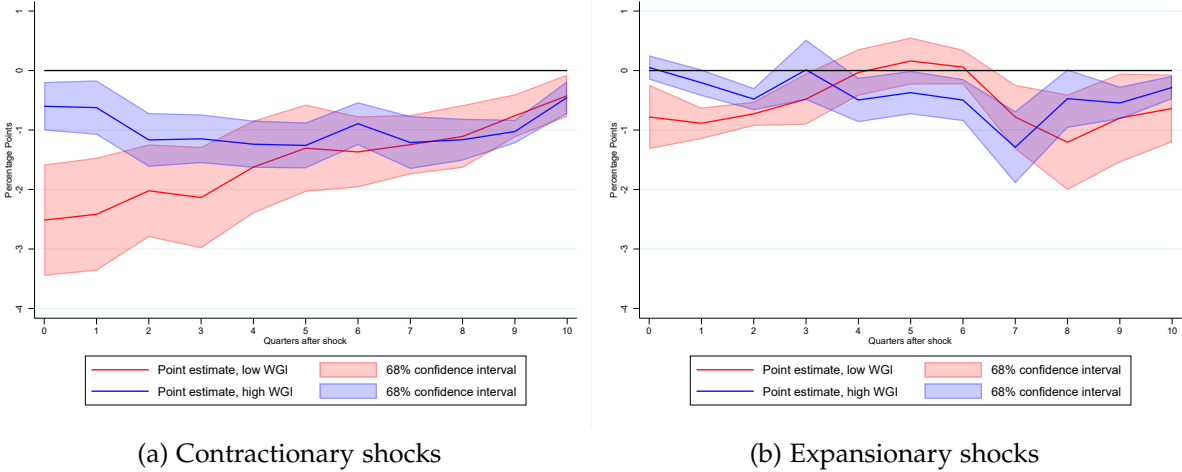 1
0
-1
-2
-3
-4
Percentage Points
0 1 2 3 4 5 6 7 8 9 10
Quarters after shock
Point estimate, low WGI 68% confidence interval
Point estimate, high WGI 68% confidence interval
(a) Contractionary shocks
1
0
-1
-2
-3
-4
Percentage Points
0 1 2 3 4 5 6 7 8 9 10
Quarters after shock
Point estimate, low WGI 68% confidence interval
Point estimate, high WGI 68% confidence interval
(b) Expansionary shocks